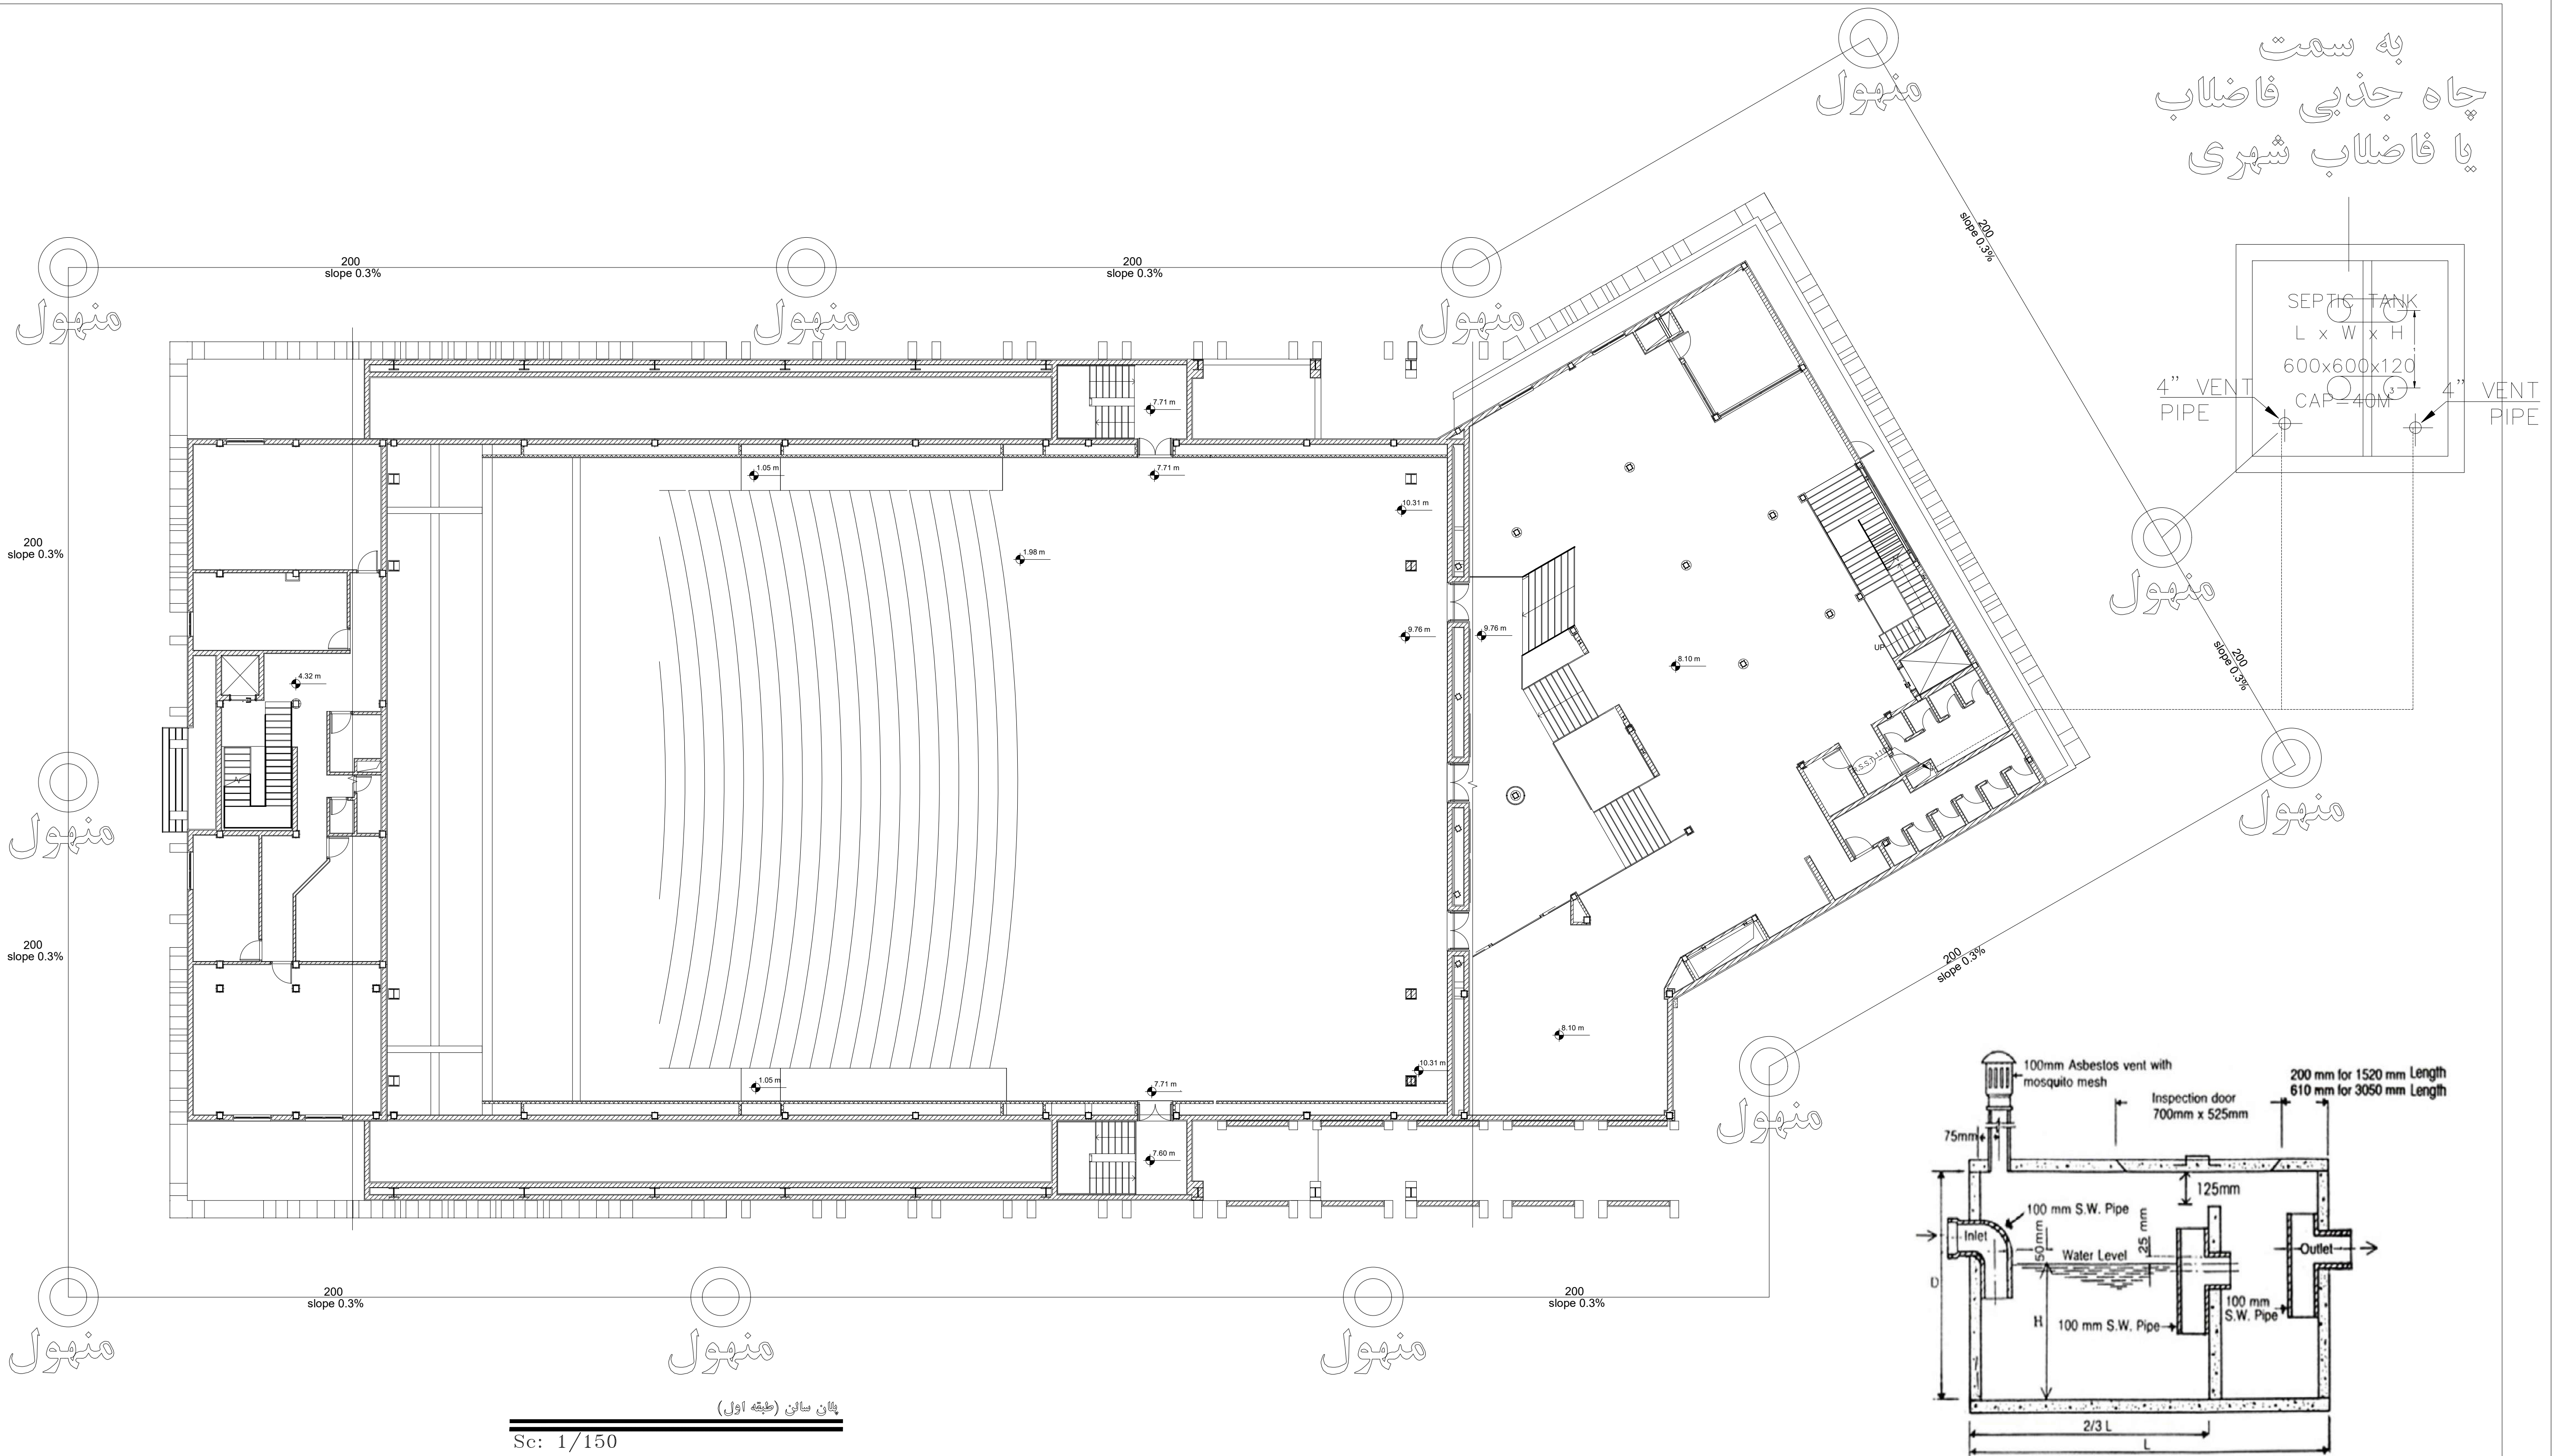 به سمت
چاه جذبی فاضلاب
یا فاضلاب شهری
منهول
200
slope 0.3%
200
slope 0.3%
200
slope 0.3%
منهول
منهول
منهول
SEPTIC TANK
L x W x H
600x600x120
CAP=40M³
4" VENT
PIPE
4" VENT
PIPE
7.71 m
1.05 m
7.71 m
10.31 m
1.98 m
200
slope 0.3%
منهول
9.76 m
9.76 m
8.10 m
UP
4.32 m
200
slope 0.3%
منهول
منهول
200
slope 0.3%
200
slope 0.3%
8.10 m
10.31 m
1.05 m
7.71 m
منهول
7.60 m
200
slope 0.3%
200
slope 0.3%
منهول
منهول
منهول
100mm Asbestos vent with
mosquito mesh
200 mm for 1520 mm Length
610 mm for 3050 mm Length
Inspection door
700mm x 525mm
75mm
125mm
100 mm S.W. Pipe
Inlet
50mm
Water Level
25 mm
Outlet
D
H
100 mm S.W. Pipe
100 mm
S.W. Pipe
2/3 L
L
پلان سالن (طبقه اول)
Sc: 1/150